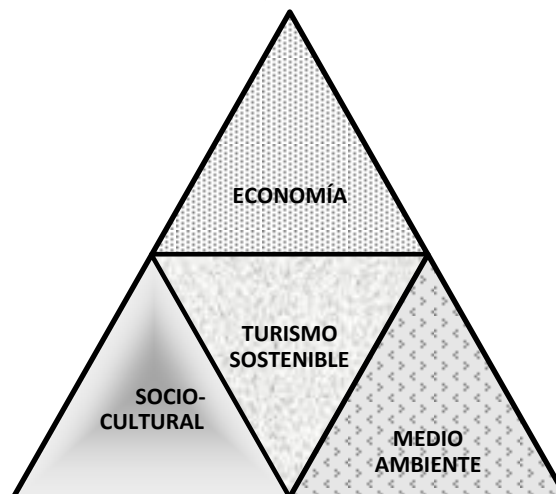 ECONOMÍA
TURISMO
SOSTENIBLE
SOCIO-
CULTURAL
MEDIO
AMBIENTE